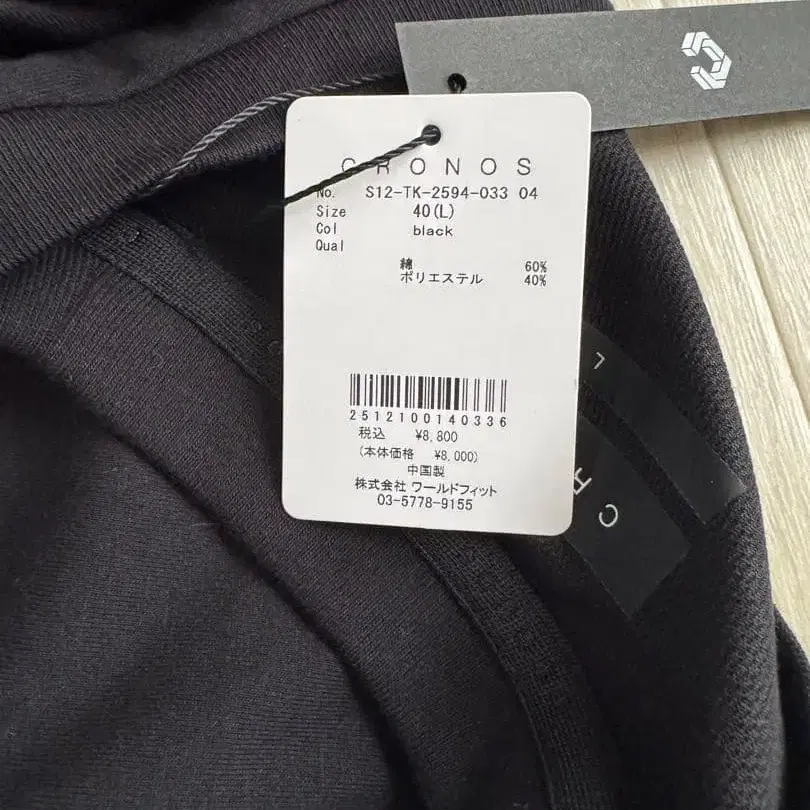 CRONOS
No. S12-TK-2594-033 04
Size 40(L)
Col black
Qual
綿 60%
ポリエステル 40%
2512100140336
税込 ¥8,800
(本体価格 ¥8,000)
中国製
株式会社 ワールドフィット
03-5778-9155
L
CR